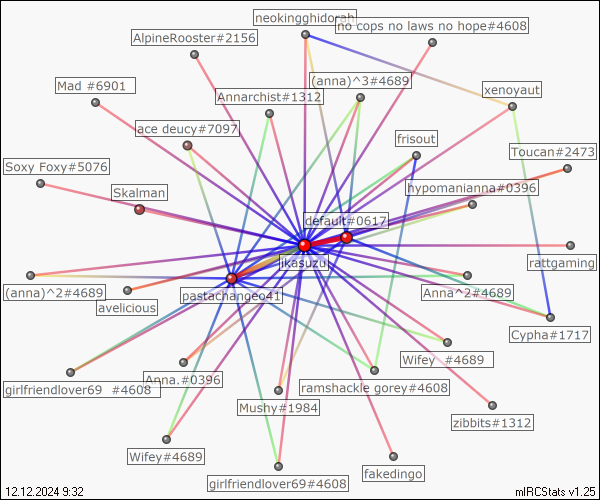 neokingghidorah
no cops no laws no hope#4608
AlpineRooster#2156
(anna)^3#4689
Mad #6901
Annarchist#1312
xenoyaut
ace deucy#7097
frisout
Toucan#2473
Soxy Foxy#5076
hypomanianna#0396
Skalman
default#0617
ikasuzu
rattgaming
(anna)^2#4689
pastachangeo41
Anna^2#4689
avelicious
Cypha#1717
Wifey  #4689
Anna.#0396
girlfriendlover69  #4608
ramshackle gorey#4608
Mushy#1984
zibbits#1312
Wifey#4689
fakedingo
girlfriendlover69#4608
12.12.2024 9:32
mIRCStats v1.25